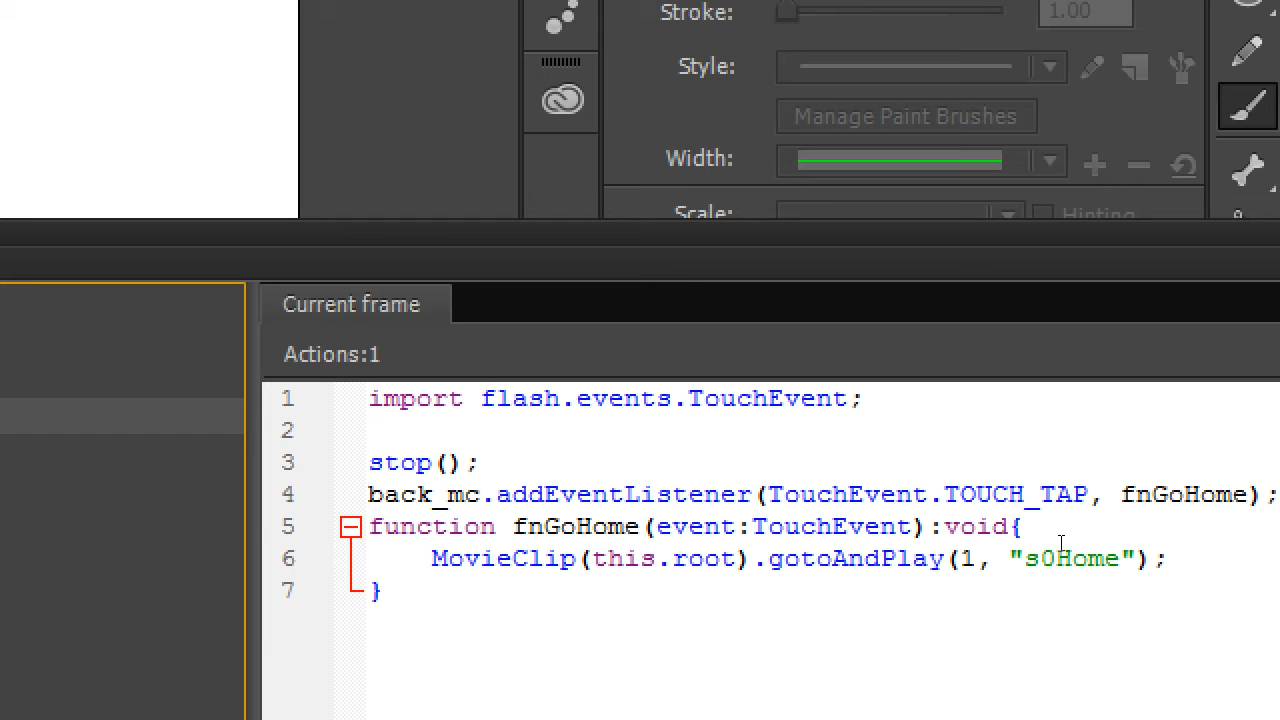 Stroke: 1.00
Style:
Manage Paint Brushes
Width:
Scale: Hinting
Current frame
Actions:1
1 import flash.events.TouchEvent;
2
3 stop();
4 back_mc.addEventListener(TouchEvent.TOUCH_TAP, fnGoHome);
5 function fnGoHome(event:TouchEvent):void{
6 MovieClip(this.root).gotoAndPlay(1, "s0Home");
7 }